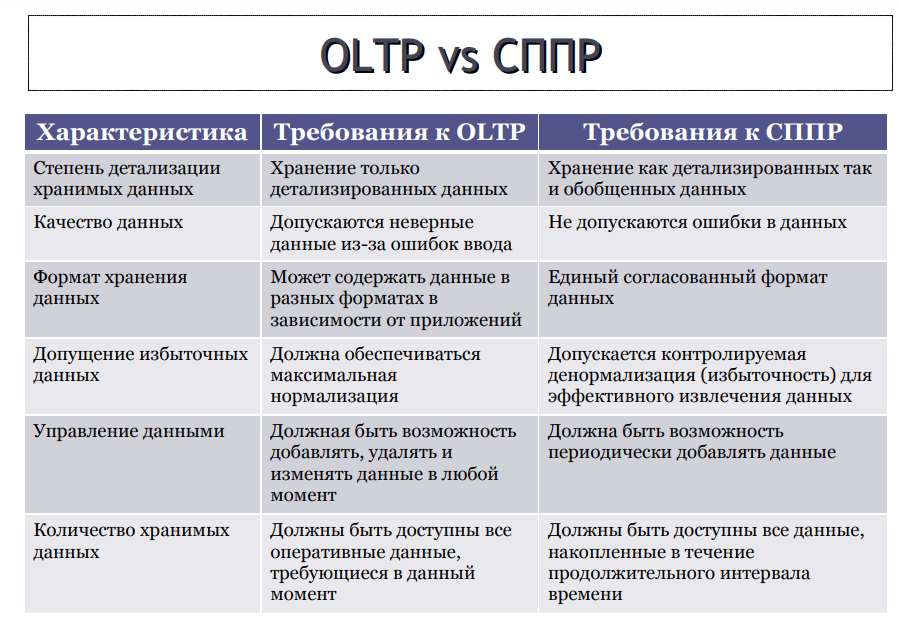 OLTP vs СППР
Характеристика
Требования к OLTP
Требования к СППР
Степень детализации
хранимых данных
Хранение только
детализированных данных
Хранение как детализированных так
и обобщенных данных
Качество данных
Допускаются неверные
данные из-за ошибок ввода
Не допускаются ошибки в данных
Формат хранения
данных
Может содержать данные в
разных форматах в
зависимости от приложений
Единый согласованный формат
данных
Допущение избыточных
данных
Должна обеспечиваться
максимальная
нормализация
Допускается контролируемая
денормализация (избыточность) для
эффективного извлечения данных
Управление данными
Должная быть возможность
добавлять, удалять и
изменять данные в любой
момент
Должна быть возможность
периодически добавлять данные
Количество хранимых
данных
Должны быть доступны все
оперативные данные,
требующиеся в данный
момент
Должны быть доступны все данные,
накопленные в течение
продолжительного интервала
времени